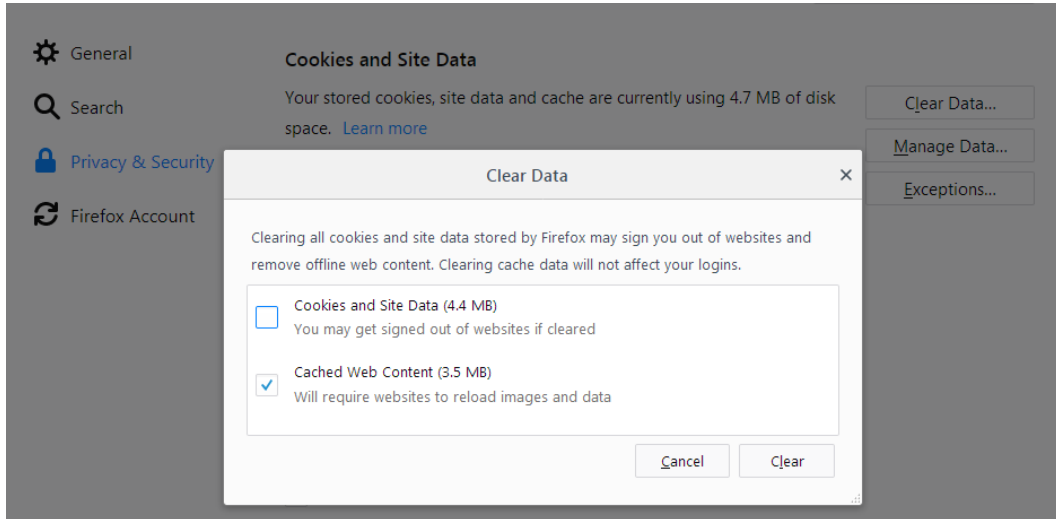 General
Search
Privacy & Security
Firefox Account
Cookies and Site Data
Your stored cookies, site data and cache are currently using 4.7 MB of disk
space. Learn more
Clear Data...
Manage Data...
Exceptions...
Clear Data
Clearing all cookies and site data stored by Firefox may sign you out of websites and
remove offline web content. Clearing cache data will not affect your logins.
Cookies and Site Data (4.4 MB)
You may get signed out of websites if cleared
Cached Web Content (3.5 MB)
Will require websites to reload images and data
Cancel
Clear